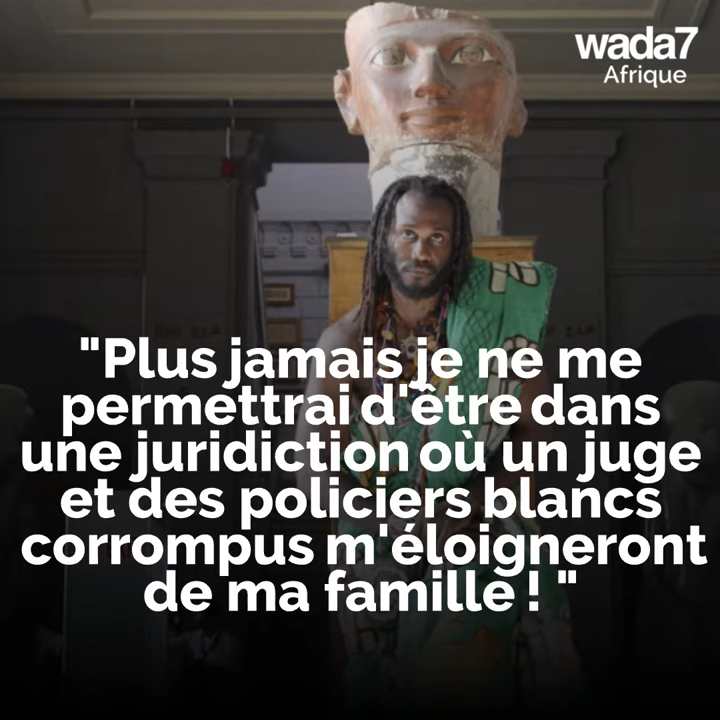 wada7
Afrique
"Plus jamais je ne me
permettrai d'être dans
une juridiction où un juge
et des policiers blancs
corrompus m'éloigneront
de ma famille ! "